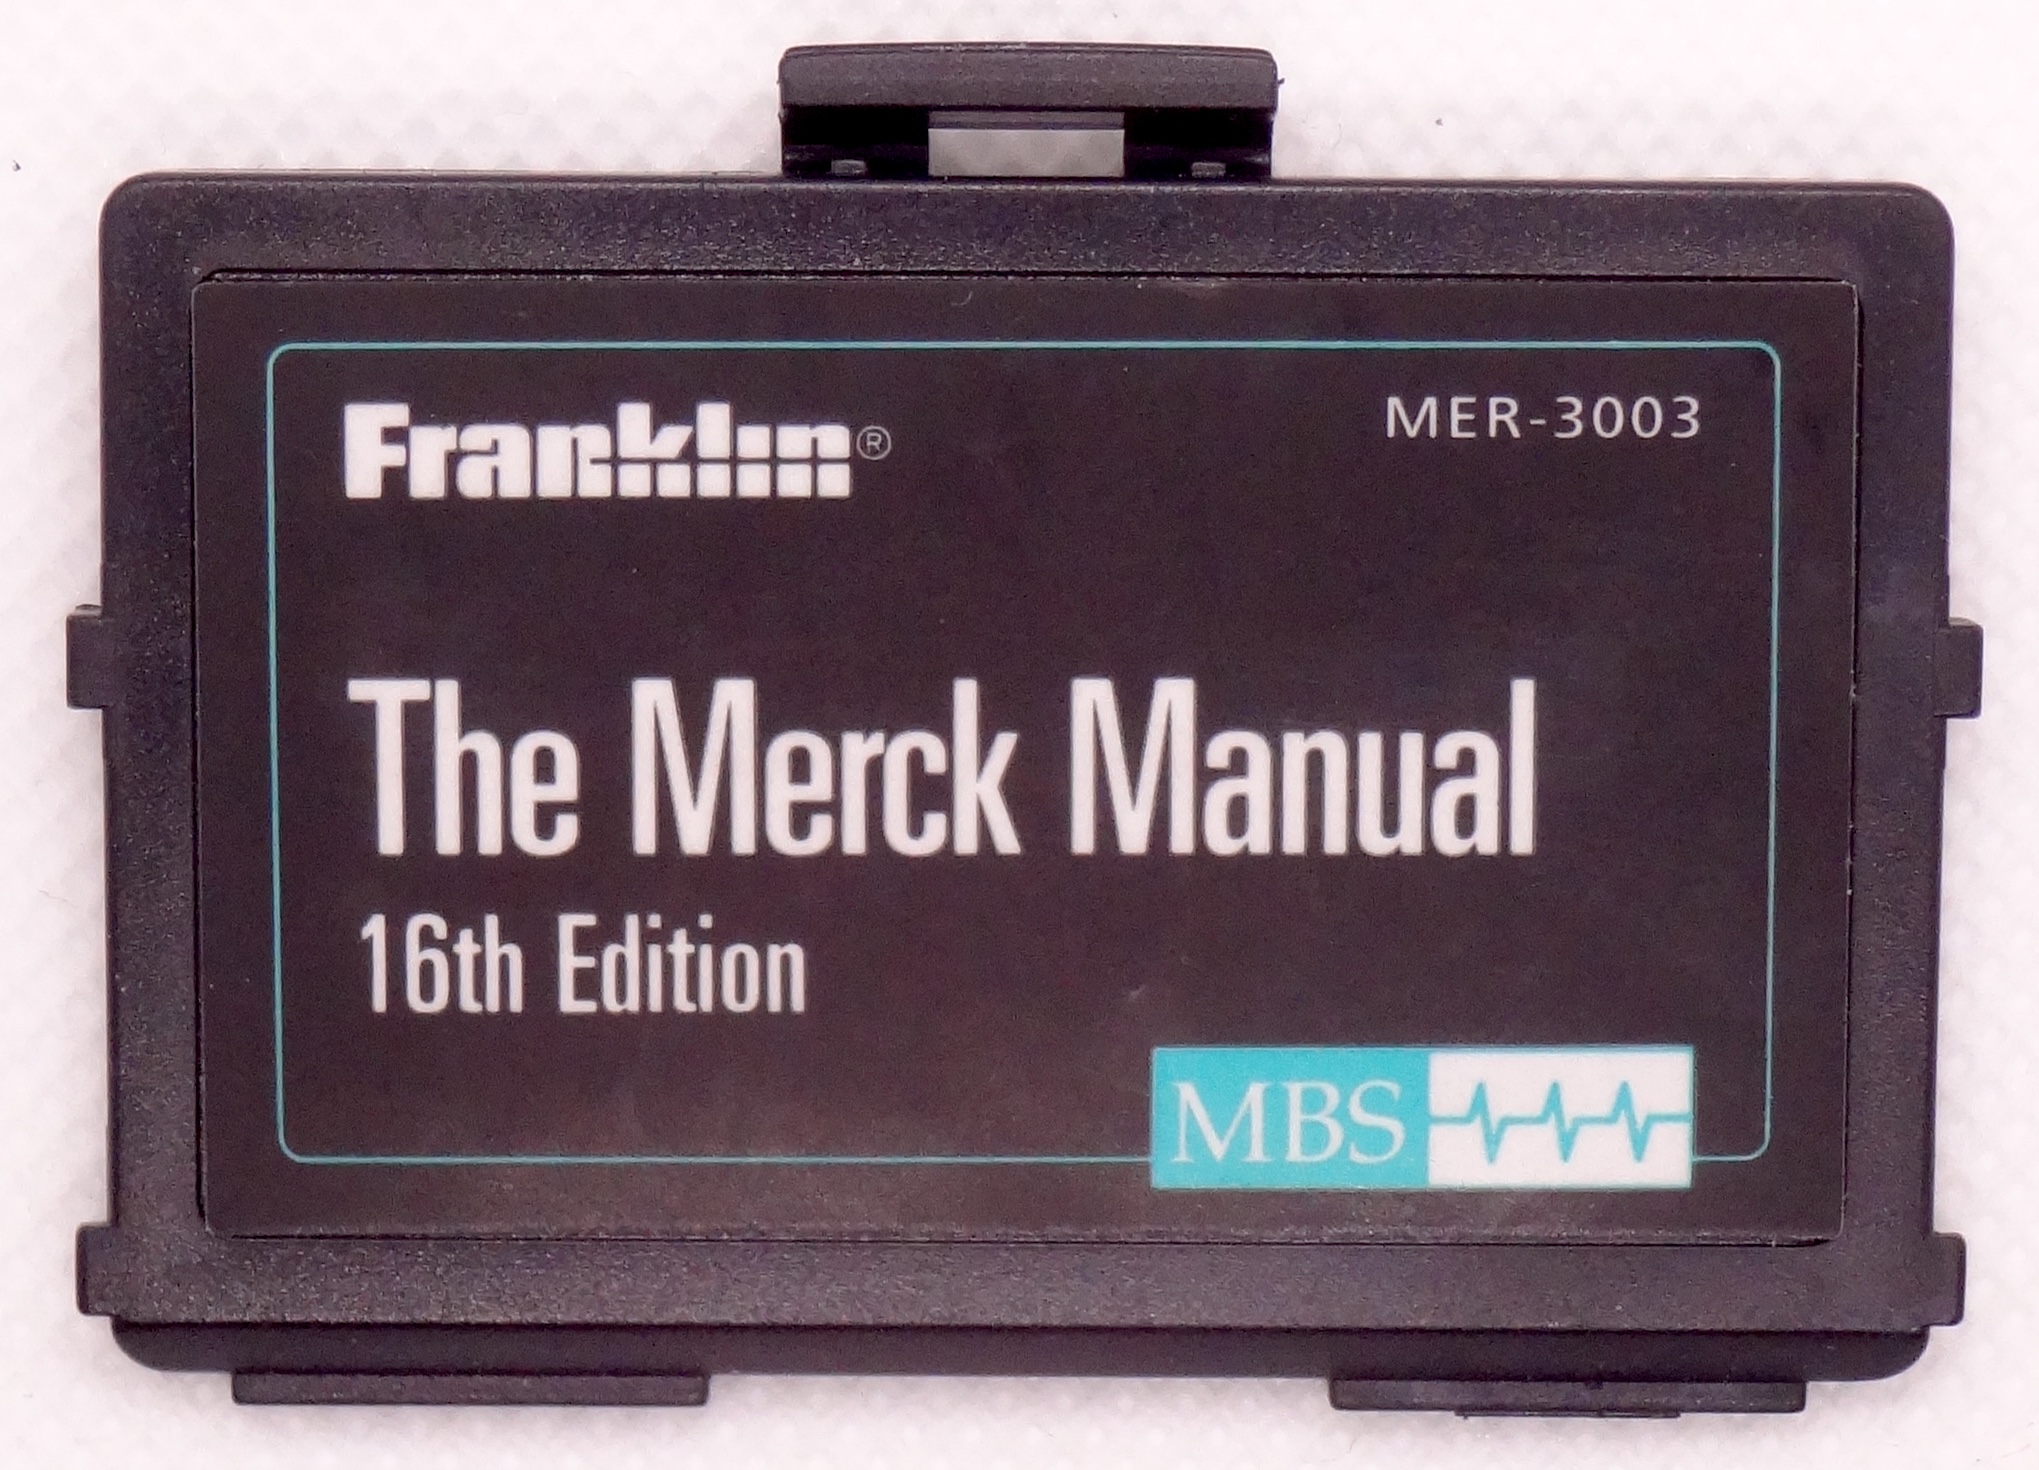 Franklin®
MER-3003
The Merck Manual
16th Edition
MBS